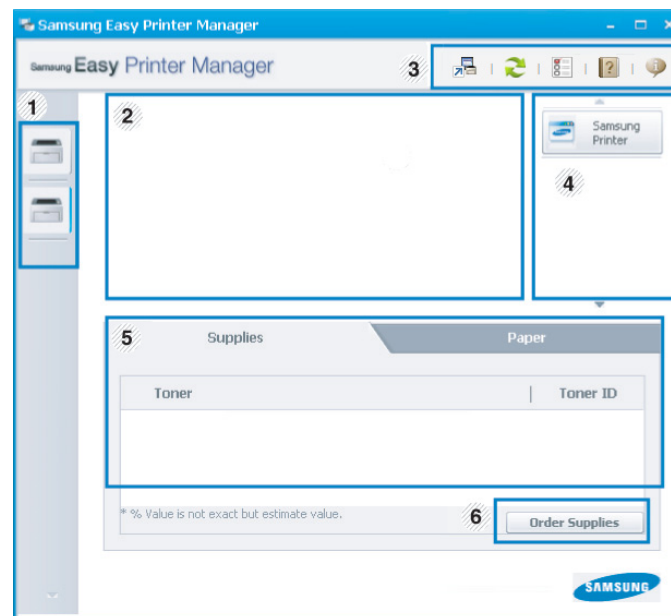 Samsung Easy Printer Manager
Samsung Easy Printer Manager
3
1
2
Samsung
Printer
4
5
Supplies
Paper
Toner
Toner ID
* % Value is not exact but estimate value.
6
Order Supplies
SAMSUNG